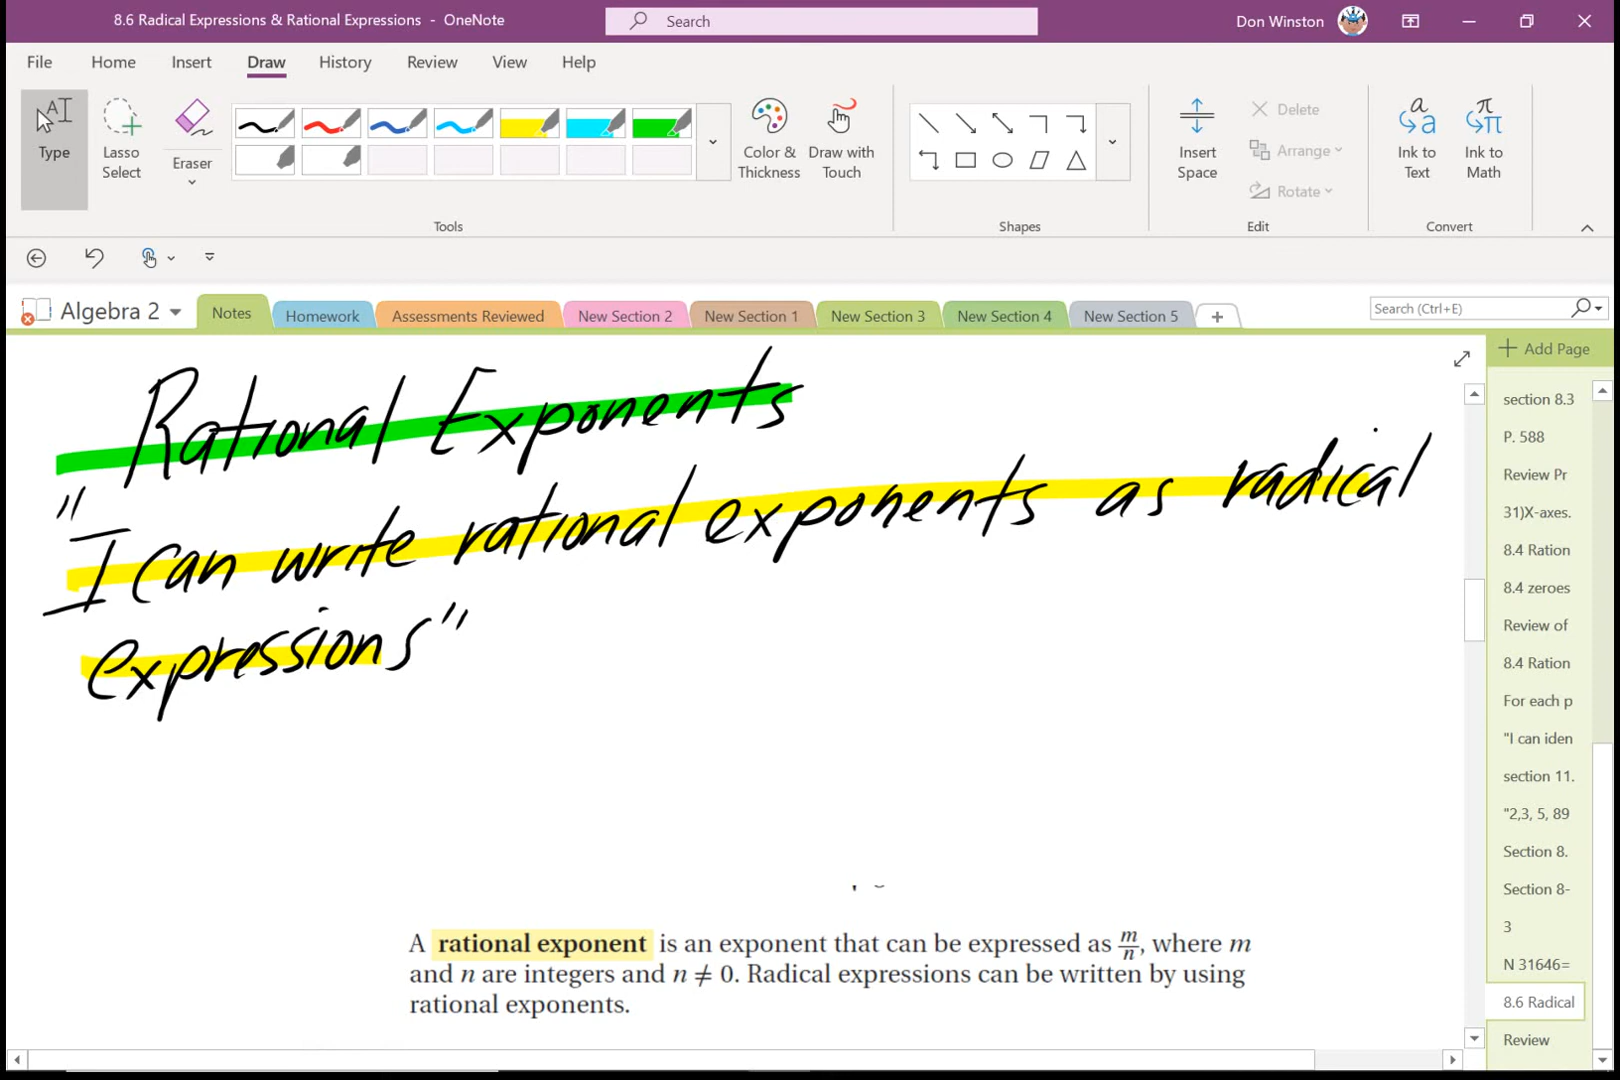 8.6 Radical Expressions & Rational Expressions - OneNote
Search
Don Winston
File Home Insert Draw History Review View Help
Type
Lasso Select
Eraser
Color & Thickness
Draw with Touch
Insert Space
Delete
Arrange
Rotate
Ink to Text
Ink to Math
Tools Shapes Edit Convert
Algebra 2 Notes Homework Assessments Reviewed New Section 2 New Section 1 New Section 3 New Section 4 New Section 5 + Search (Ctrl+E)
Add Page
Rational Exponents
"I can write rational exponents as radical
expressions"
A rational exponent is an exponent that can be expressed as m/n, where m
and n are integers and n ≠ 0. Radical expressions can be written by using
rational exponents.
section 8.3
P. 588
Review Pr
31)X-axes.
8.4 Ration
8.4 zeroes
Review of
8.4 Ration
For each p
"I can iden
section 11.
"2,3, 5, 89
Section 8.
Section 8-
3
N 31646=
8.6 Radical
Review